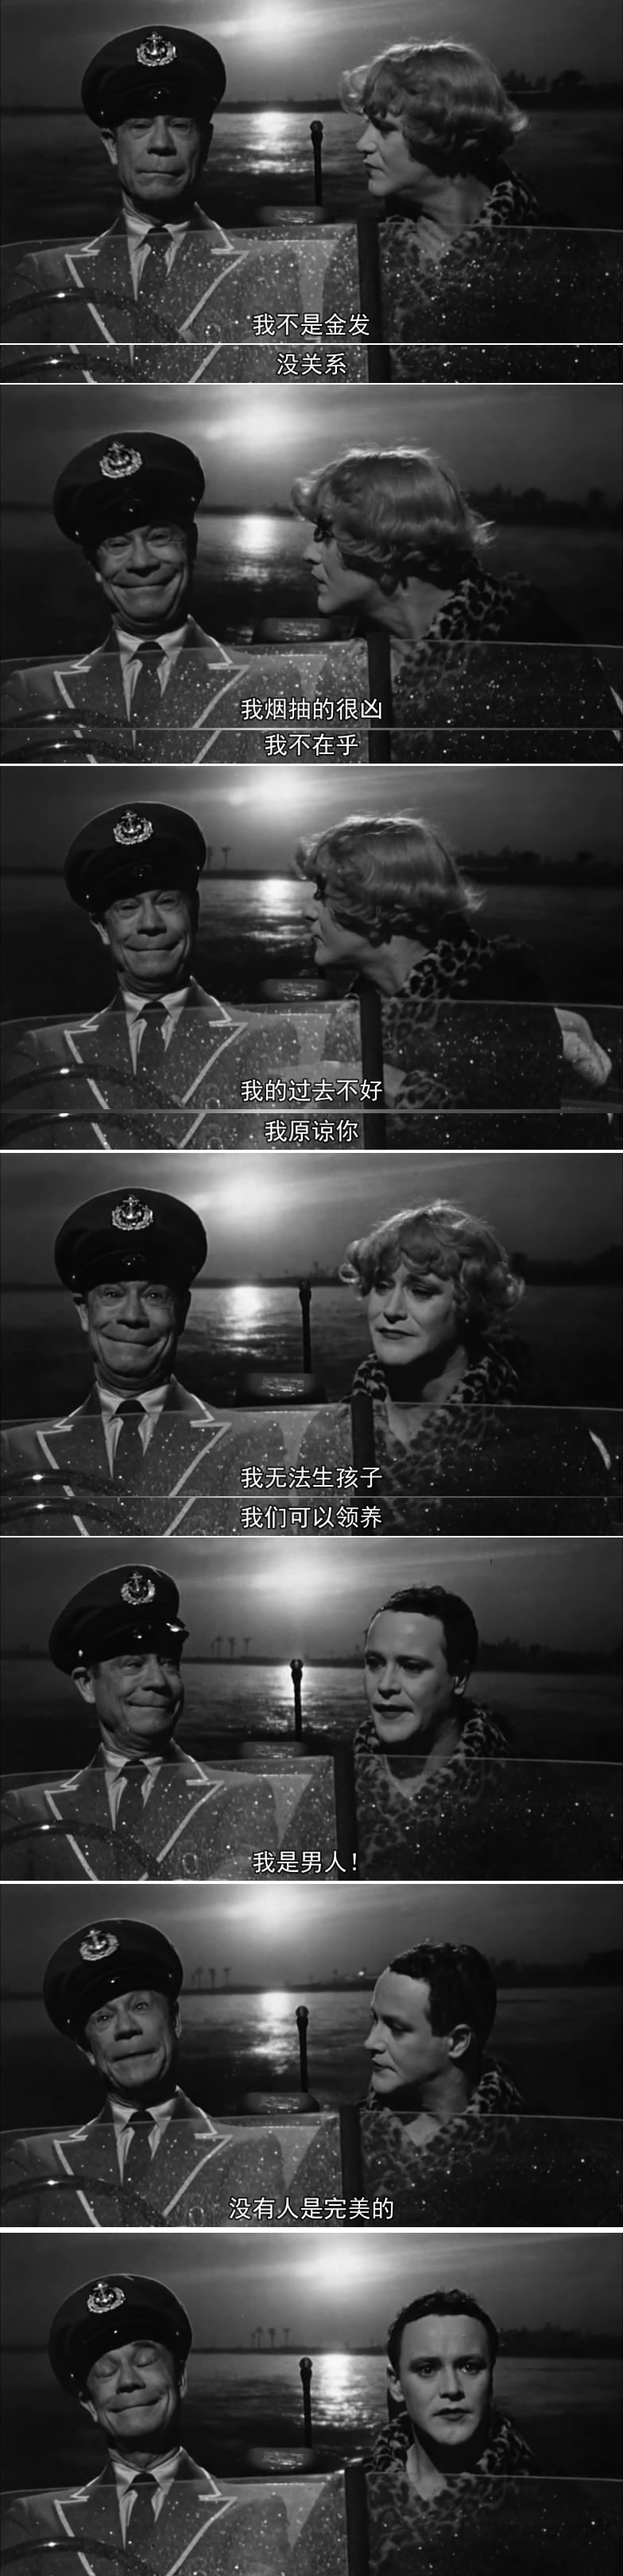 我不是金发
没关系
我烟抽的很凶
我不在乎
我的过去不好
我原谅你
我无法生孩子
我们可以领养
我是男人！
没有人是完美的